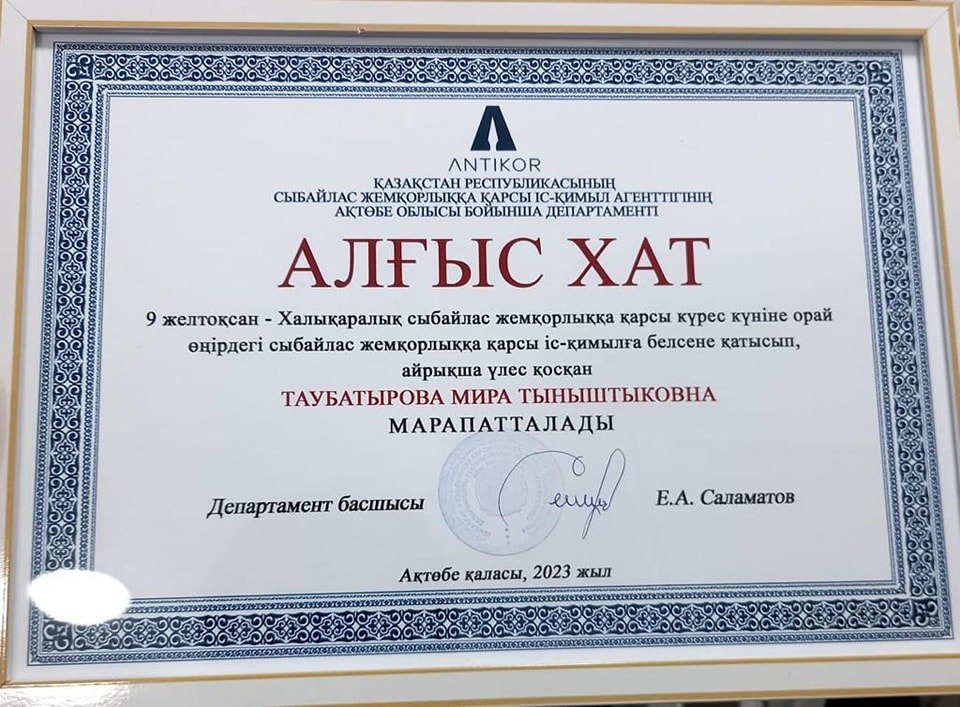 ANTIKOR
ҚАЗАҚСТАН РЕСПУБЛИКАСЫНЫҢ
СЫБАЙЛАС ЖЕМҚОРЛЫҚҚА ҚАРСЫ ІС-ҚИМЫЛ АГЕНТТІГІНІҢ
АҚТӨБЕ ОБЛЫСЫ БОЙЫНША ДЕПАРТАМЕНТІ
АЛҒЫС ХАТ
9 желтоқсан - Халықаралық сыбайлас жемқорлыққа қарсы күрес күніне орай
өңірдегі сыбайлас жемқорлыққа қарсы іс-қимылға белсене қатысып,
айрықша үлес қосқан
ТАУБАТЫРОВА МИРА ТЫНЫШТЫКОВНА
МАРАПАТТАЛАДЫ
Департамент басшысы Е.А. Саламатов
Ақтөбе қаласы, 2023 жыл